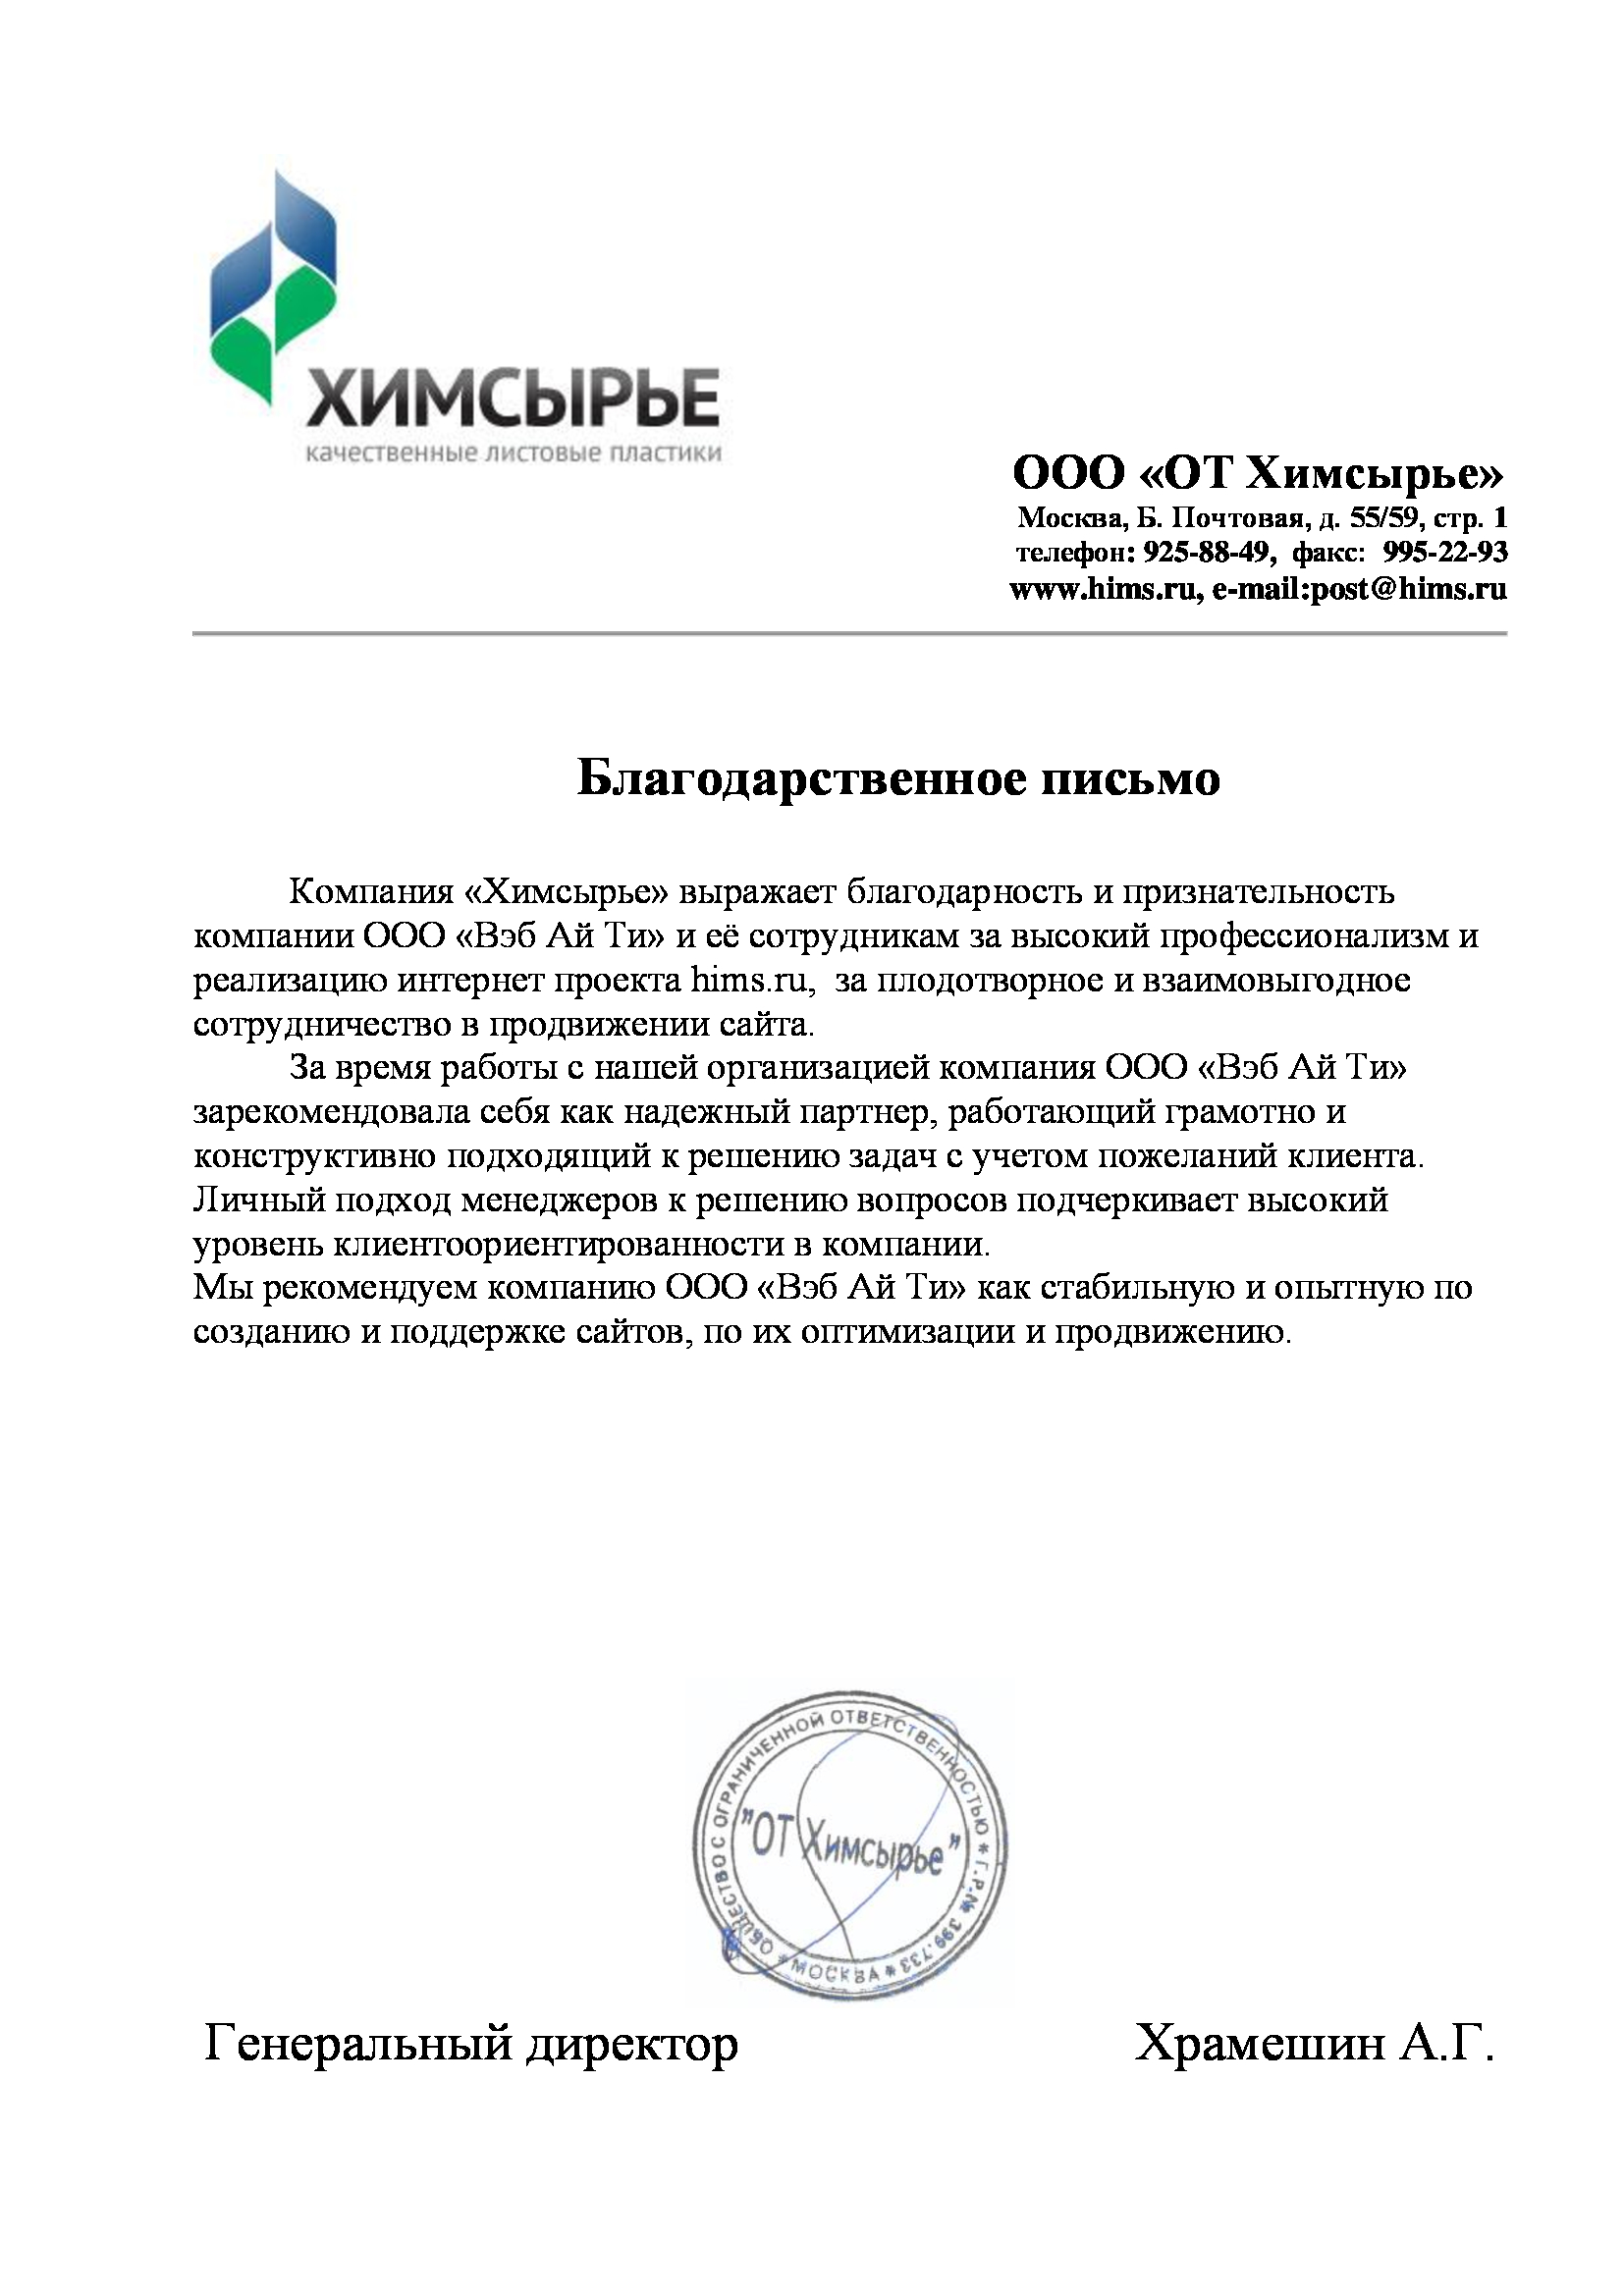 ХИМСЫРЬЕ
качественные листовые пластики
ООО «ОТ Химсырье»
Москва, Б. Почтовая, д. 55/59, стр. 1
телефон: 925-88-49, факс: 995-22-93
www.hims.ru, e-mail:post@hims.ru
Благодарственное письмо
Компания «Химсырье» выражает благодарность и признательность
компании ООО «Вэб Ай Ти» и её сотрудникам за высокий профессионализм и
реализацию интернет проекта hims.ru, за плодотворное и взаимовыгодное
сотрудничество в продвижении сайта.
За время работы с нашей организацией компания ООО «Вэб Ай Ти»
зарекомендовала себя как надежный партнер, работающий грамотно и
конструктивно подходящий к решению задач с учетом пожеланий клиента.
Личный подход менеджеров к решению вопросов подчеркивает высокий
уровень клиентоориентированности в компании.
Мы рекомендуем компанию ООО «Вэб Ай Ти» как стабильную и опытную по
созданию и поддержке сайтов, по их оптимизации и продвижению.
ОБЩЕСТВО С ОГРАНИЧЕННОЙ ОТВЕТСТВЕННОСТЬЮ * Г.Р.№ 399.733 * МОСКВА *
"ОТ Химсырье"
Генеральный директор Храмешин А.Г.